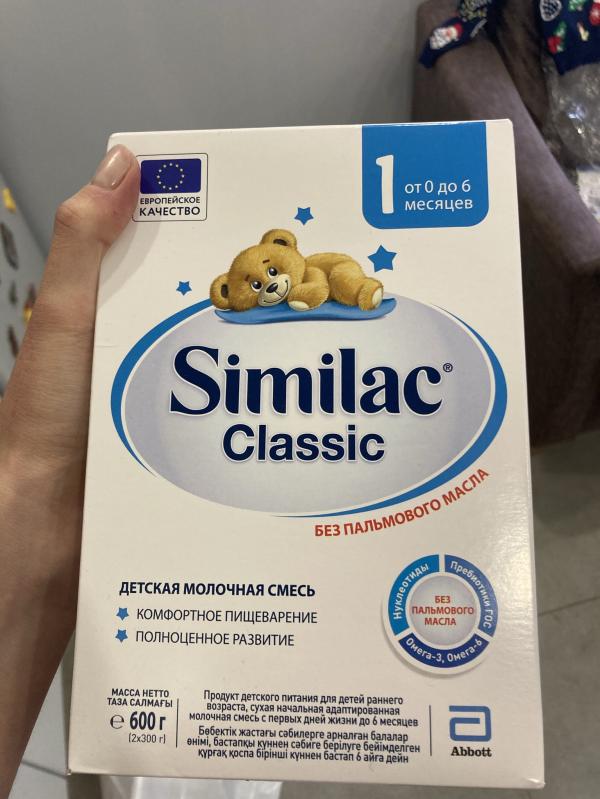 ЕВРОПЕЙСКОЕ
КАЧЕСТВО
1 от 0 до 6
месяцев
Similac®
Classic
БЕЗ ПАЛЬМОВОГО МАСЛА
ДЕТСКАЯ МОЛОЧНАЯ СМЕСЬ
КОМФОРТНОЕ ПИЩЕВАРЕНИЕ
ПОЛНОЦЕННОЕ РАЗВИТИЕ
Нуклеотиды
Пребиотики ГОС
Омега-3, Омега-6
БЕЗ
ПАЛЬМОВОГО
МАСЛА
МАССА НЕТТО
ТАЗА САЛМАҒЫ
℮ 600 г
(2x300 г)
Продукт детского питания для детей раннего
возраста, сухая начальная адаптированная
молочная смесь с первых дней жизни до 6 месяцев
Бөбектік жастағы сәбилерге арналған балалар
өнімі, бастапқы күннен сәбиге берілуге бейімделген
құрғақ қоспа бірінші күннен бастап 6 айға дейін
Abbott